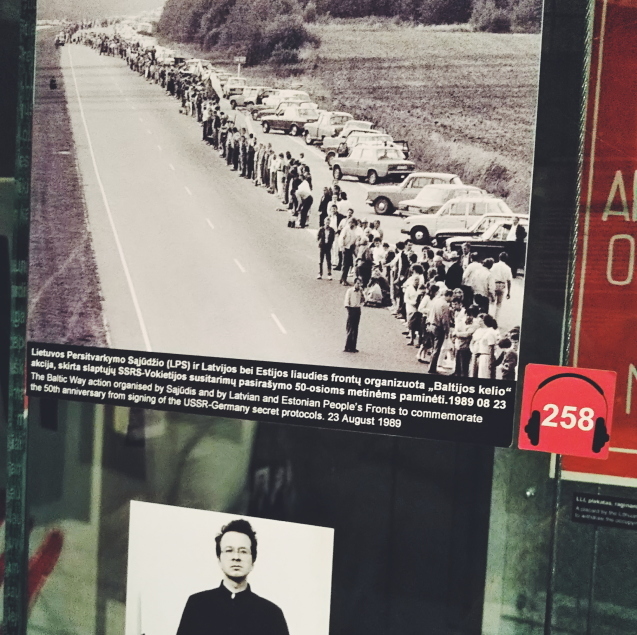 Lietuvos Persitvarkymo Sąjūdžio (LPS) ir Latvijos bei Estijos liaudies frontų organizuota „Baltijos kelio“
akcija, skirta slaptųjų SSRS-Vokietijos susitarimų pasirašymo 50-osioms metinėms paminėti.1989 08 23
The Baltic Way action organised by Sąjūdis and by Latvian and Estonian People's Fronts to commemorate
the 50th anniversary from signing of the USSR-Germany secret protocols. 23 August 1989
258
A
O
LLL plakatas, raginan